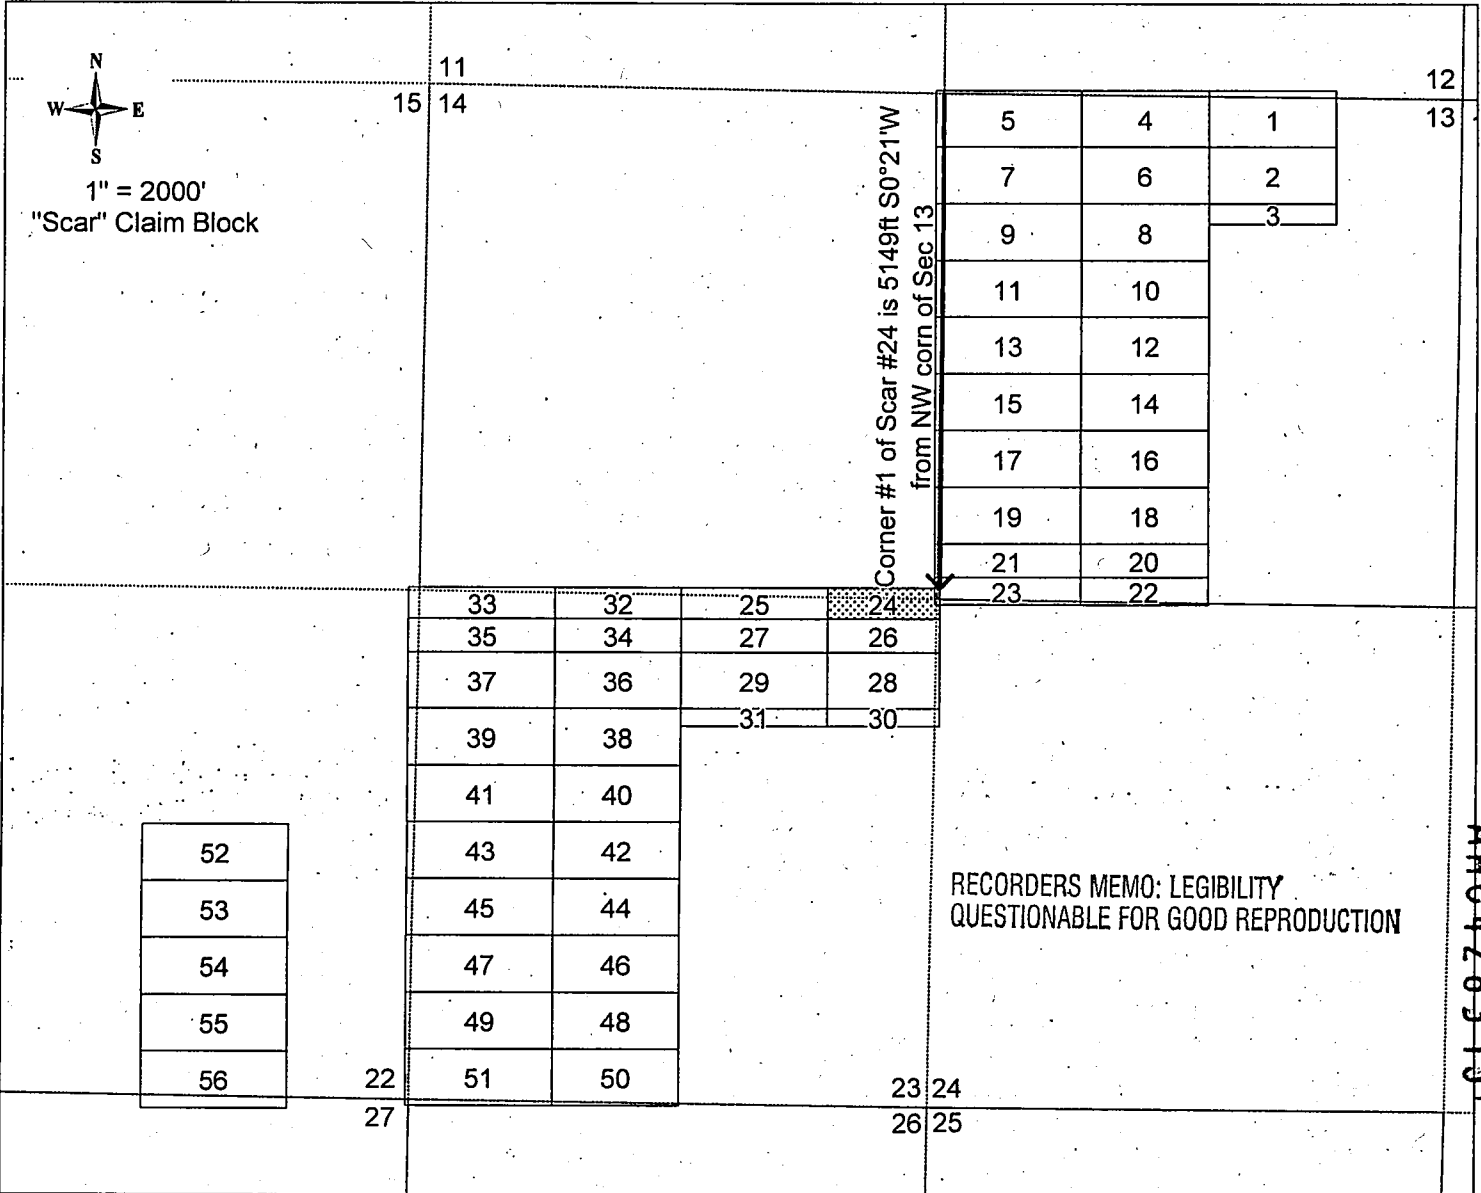 N
W E
S
1" = 2000'
"Scar" Claim Block
11
12
15 14
13
Corner #1 of Scar #24 is 5149ft S0°21'W
from NW corn of Sec 13
5 4 1
7 6 2
3
9 8
11 10
13 12
15 14
17 16
19 18
21 20
23 22
33 32 25 24
35 34 27 26
37 36 29 28
31 30
39 38
41 40
43 42
45 44
47 46
49 48
51 50
52
53
54
55
56
RECORDERS MEMO: LEGIBILITY
QUESTIONABLE FOR GOOD REPRODUCTION
22
27
23 24
26 25